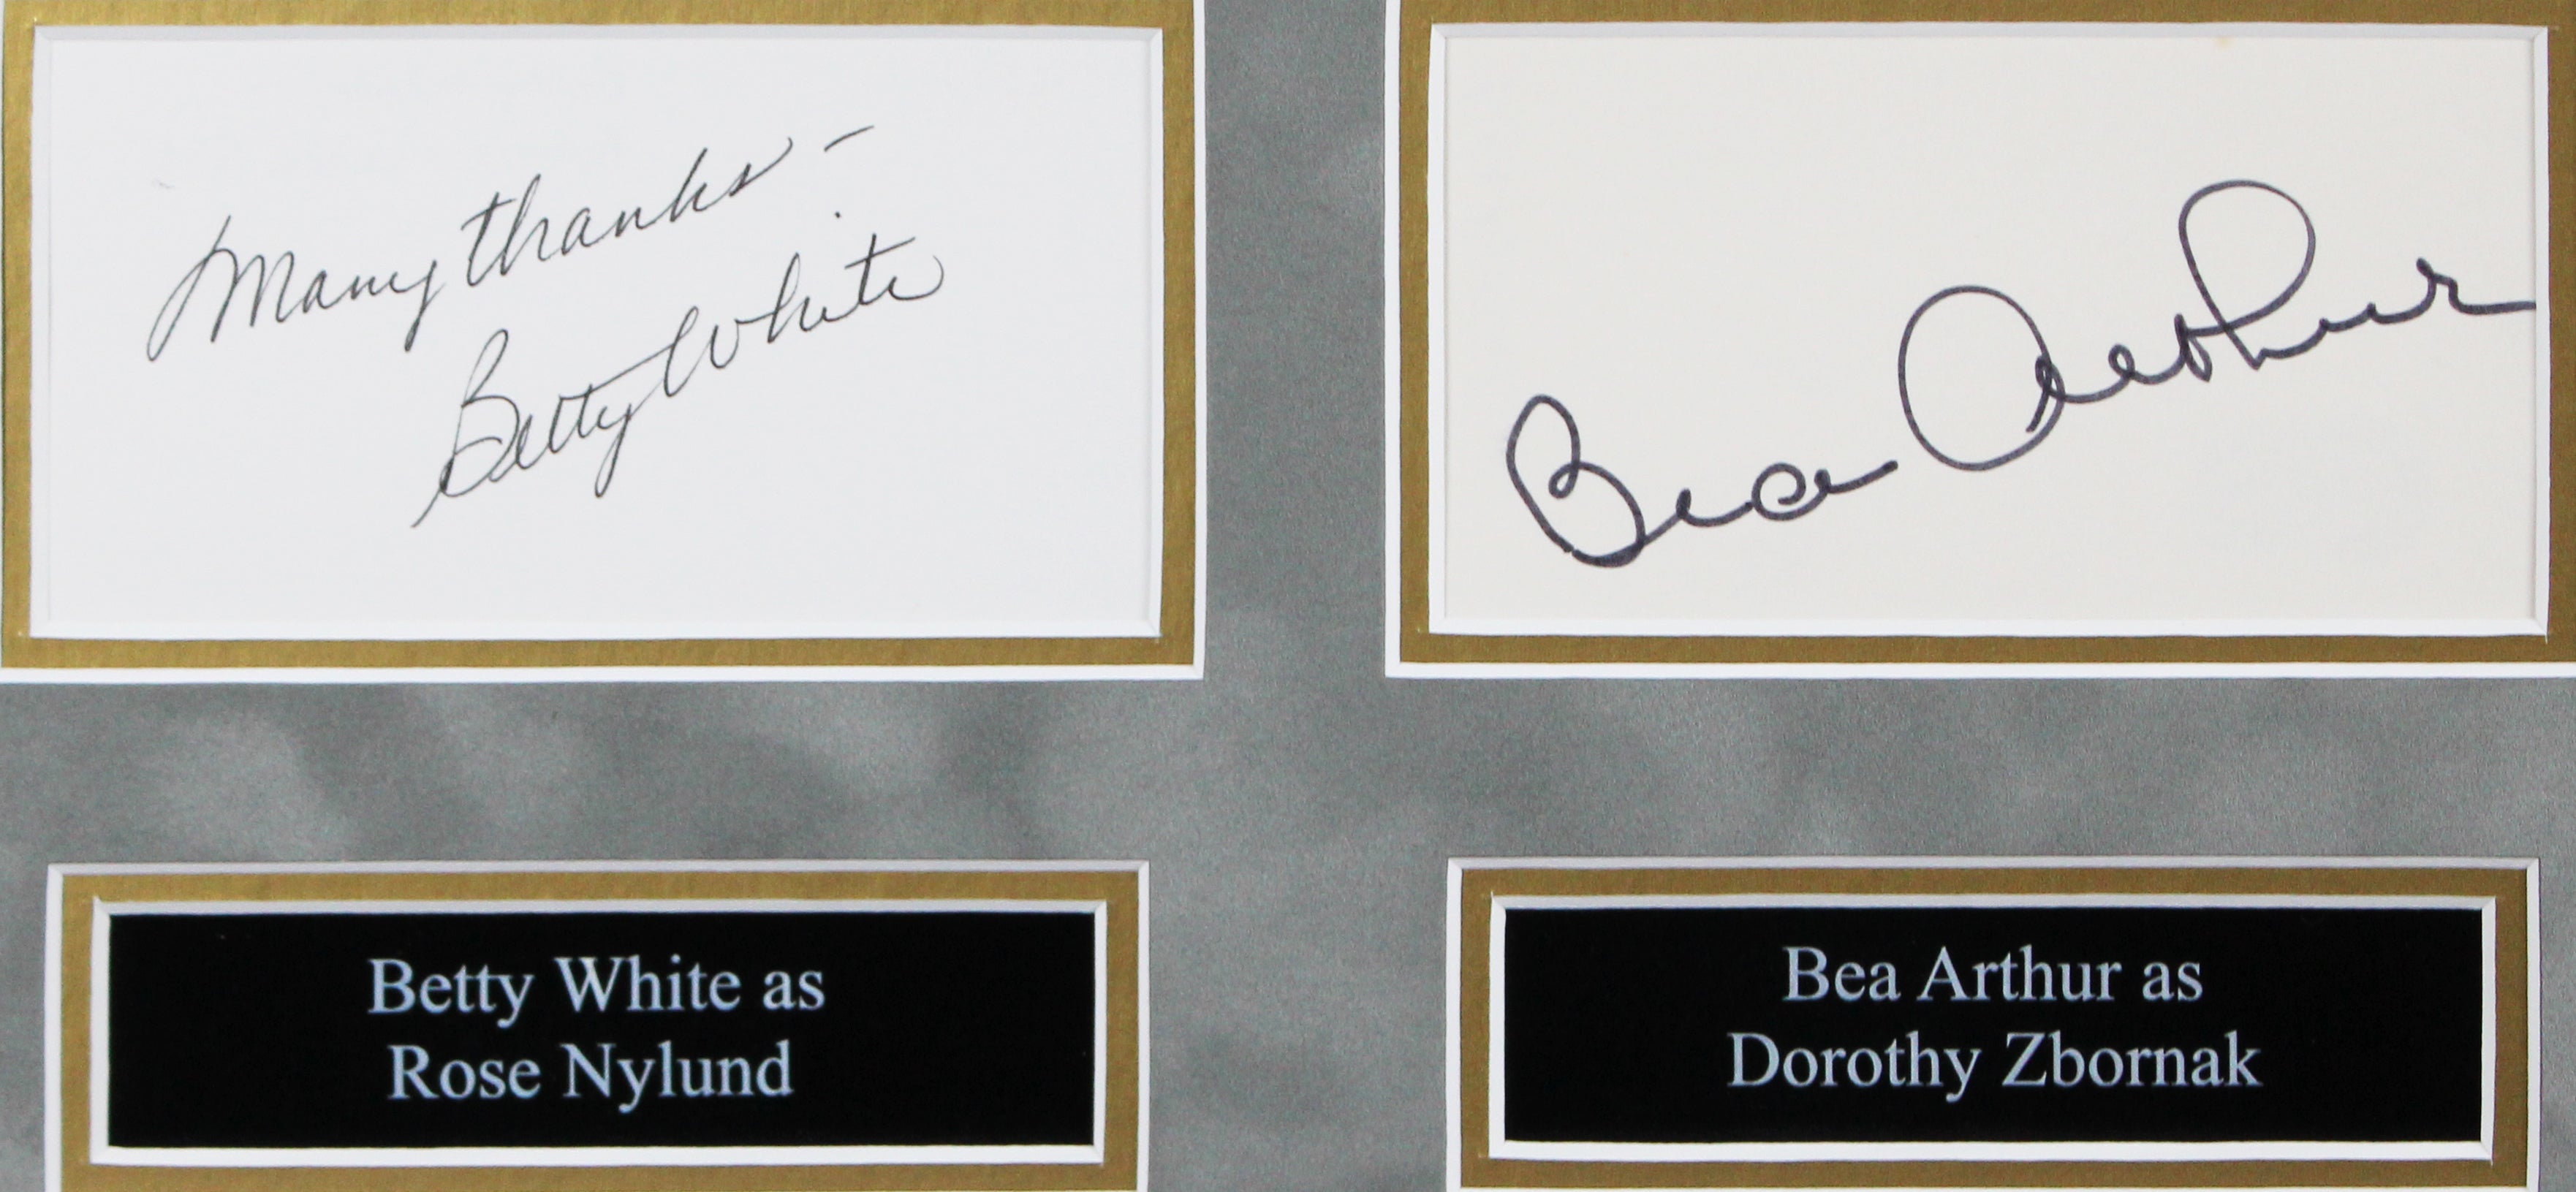 Many thanks -
Betty White
Bea Arthur
Betty White as
Rose Nylund
Bea Arthur as
Dorothy Zbornak